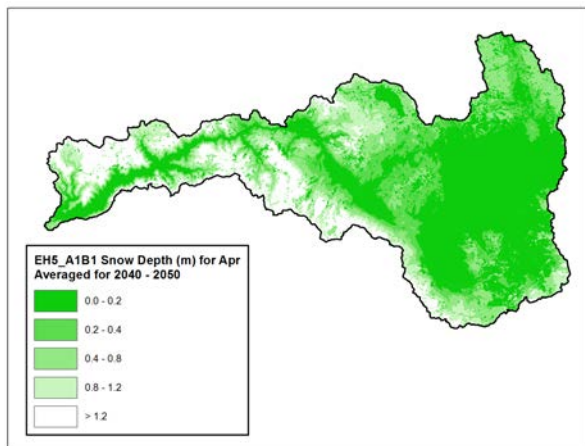 EH5_A1B1 Snow Depth (m) for Apr
Averaged for 2040 - 2050
0.0 - 0.2
0.2 - 0.4
0.4 - 0.8
0.8 - 1.2
> 1.2